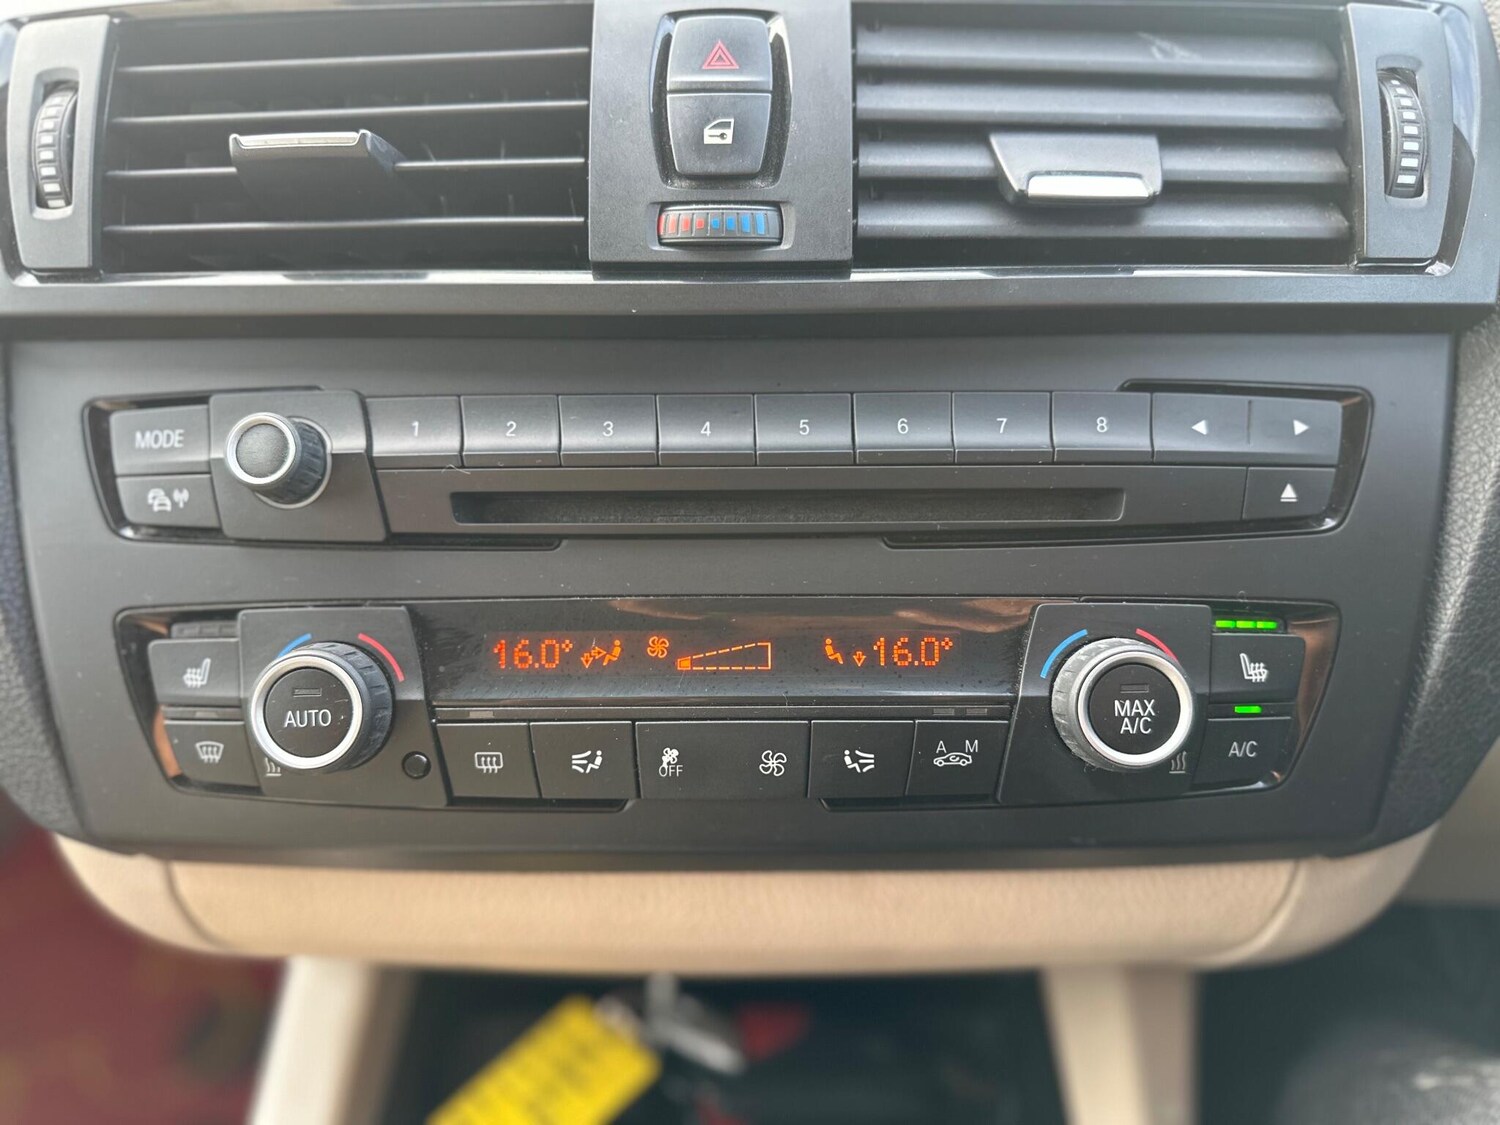 MODE 1 2 3 4 5 6 7 8
16.0° 16.0°
AUTO
OFF
A M
MAX
A/C
A/C